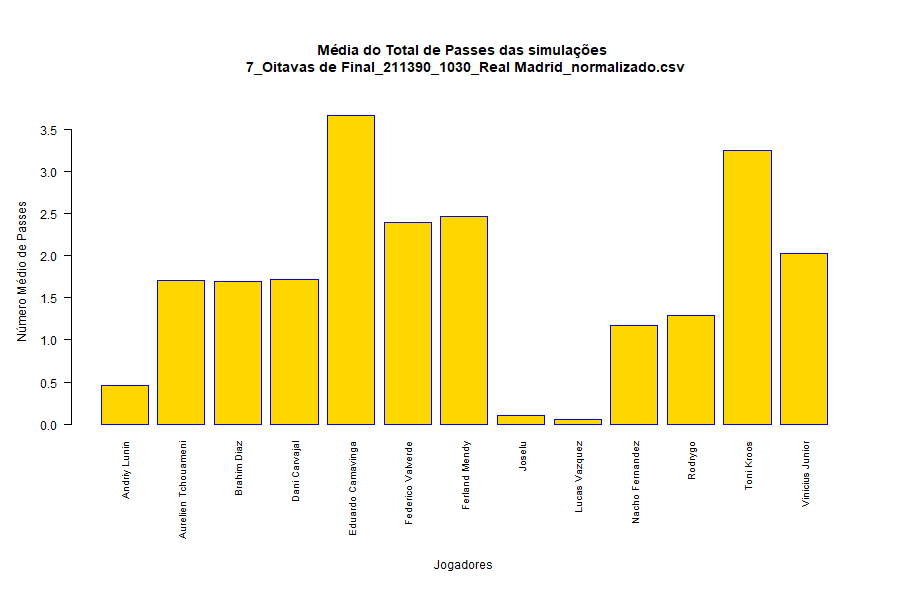 Média do Total de Passes das simulações
7_Oitavas de Final_211390_1030_Real Madrid_normalizado.csv
Número Médio de Passes
3.5
3.0
2.5
2.0
1.5
1.0
0.5
0.0
Andriy Lunin
Aurelien Tchouameni
Brahim Diaz
Dani Carvajal
Eduardo Camavinga
Federico Valverde
Ferland Mendy
Joselu
Lucas Vazquez
Nacho Fernandez
Rodrygo
Toni Kroos
Vinicius Junior
Jogadores